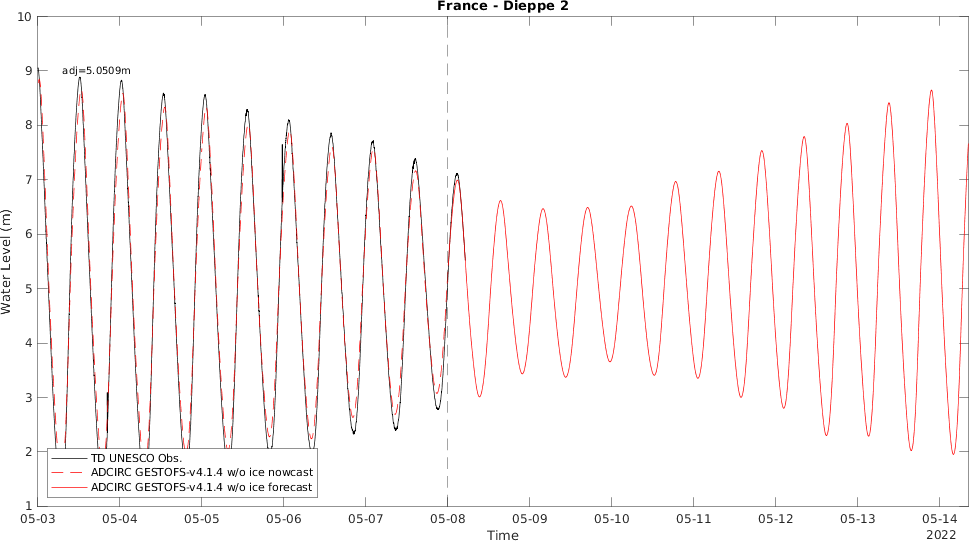 France - Dieppe 2
10
9
8
7
6
5
4
3
2
1
Water Level (m)
adj=5.0509m
TD UNESCO Obs.
ADCIRC GESTOFS-v4.1.4 w/o ice nowcast
ADCIRC GESTOFS-v4.1.4 w/o ice forecast
05-03 05-04 05-05 05-06 05-07 05-08 05-09 05-10 05-11 05-12 05-13 05-14
Time
2022